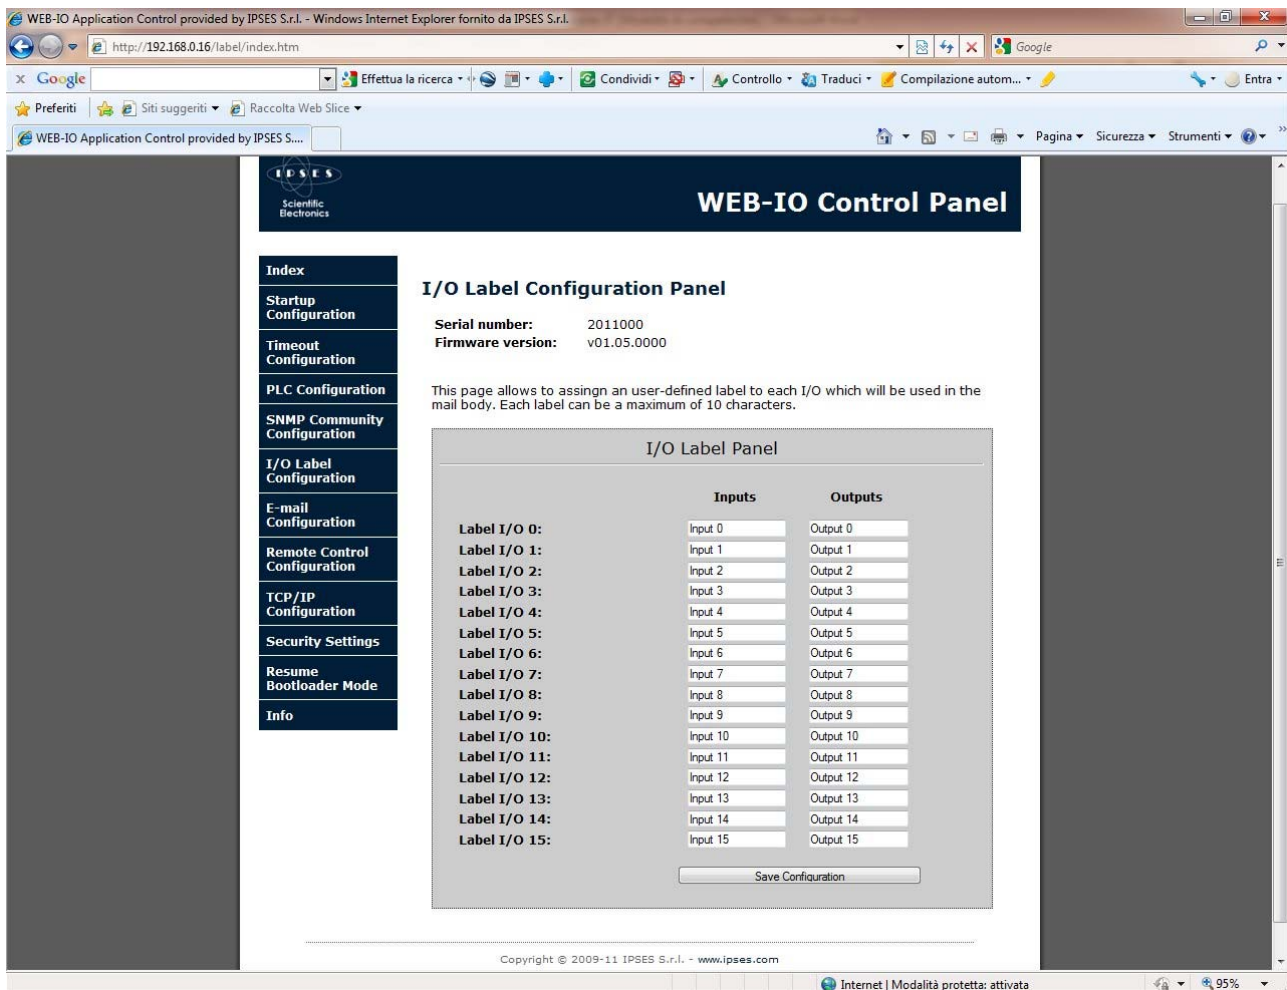 WEB-IO Application Control provided by IPSES S.r.l. - Windows Internet Explorer fornito da IPSES S.r.l.
http://192.168.0.16/label/index.htm
Google
x Google
Effettua la ricerca
Condividi
Controllo
Traduci
Compilazione autom...
Entra
Preferiti
Siti suggeriti
Raccolta Web Slice
WEB-IO Application Control provided by IPSES S....
Pagina
Sicurezza
Strumenti
IPSES
Scientific
Electronics
WEB-IO Control Panel
Index
Startup
Configuration
Timeout
Configuration
PLC Configuration
SNMP Community
Configuration
I/O Label
Configuration
E-mail
Configuration
Remote Control
Configuration
TCP/IP
Configuration
Security Settings
Resume
Bootloader Mode
Info
I/O Label Configuration Panel
Serial number: 2011000
Firmware version: v01.05.0000
This page allows to assingn an user-defined label to each I/O which will be used in the
mail body. Each label can be a maximum of 10 characters.
I/O Label Panel
Inputs Outputs
Label I/O 0: Input 0 Output 0
Label I/O 1: Input 1 Output 1
Label I/O 2: Input 2 Output 2
Label I/O 3: Input 3 Output 3
Label I/O 4: Input 4 Output 4
Label I/O 5: Input 5 Output 5
Label I/O 6: Input 6 Output 6
Label I/O 7: Input 7 Output 7
Label I/O 8: Input 8 Output 8
Label I/O 9: Input 9 Output 9
Label I/O 10: Input 10 Output 10
Label I/O 11: Input 11 Output 11
Label I/O 12: Input 12 Output 12
Label I/O 13: Input 13 Output 13
Label I/O 14: Input 14 Output 14
Label I/O 15: Input 15 Output 15
Save Configuration
Copyright © 2009-11 IPSES S.r.l. - www.ipses.com
Internet | Modalità protetta: attivata
95%